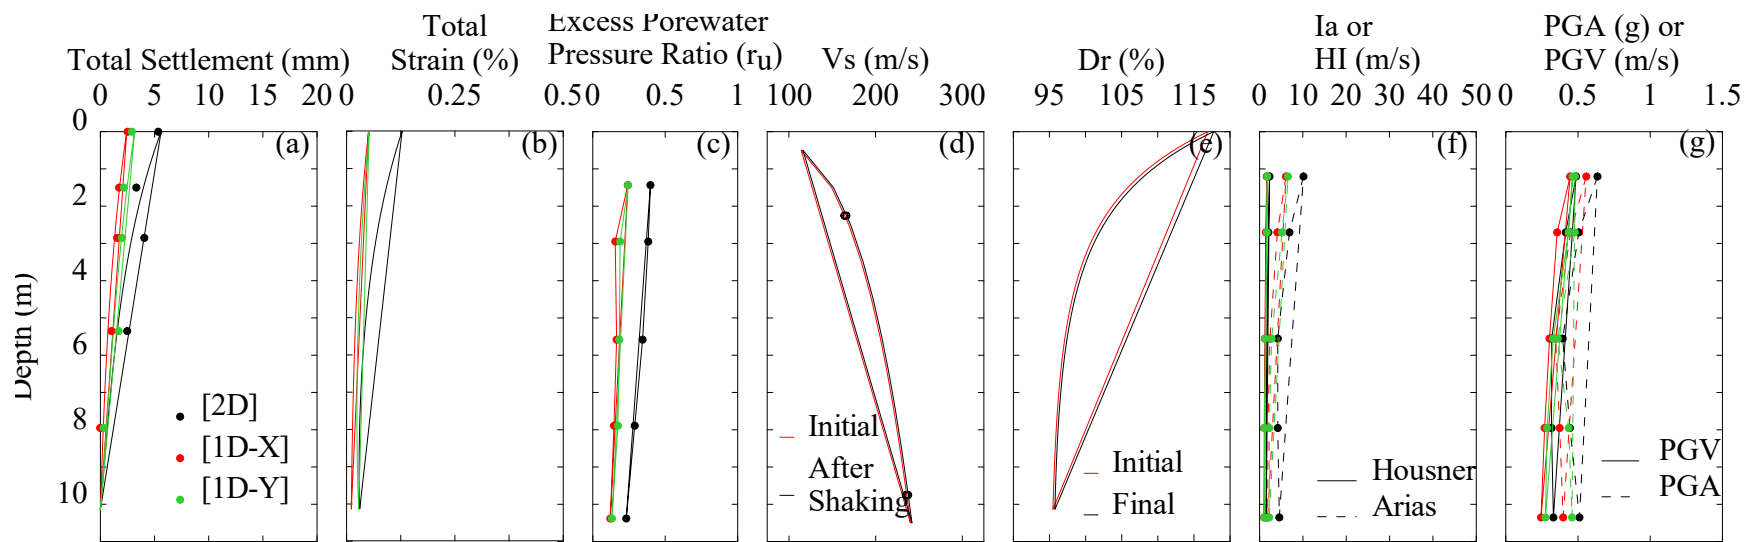 Total Settlement (mm)
0 5 10 15 20
Total
Strain (%)
0 0.25 0.5
Excess Porewater
Pressure Ratio (ru)
0 0.5 1
Vs (m/s)
100 200 300
Dr (%)
95 105 115
Ia or
HI (m/s)
0 10 20 30 40 50
PGA (g) or
PGV (m/s)
0 0.5 1 1.5
Depth (m)
0
2
4
6
8
10
(a)
[2D]
[1D-X]
[1D-Y]
(b)
(c)
(d)
Initial
After
Shaking
(e)
Initial
Final
(f)
Housner
Arias
(g)
PGV
PGA